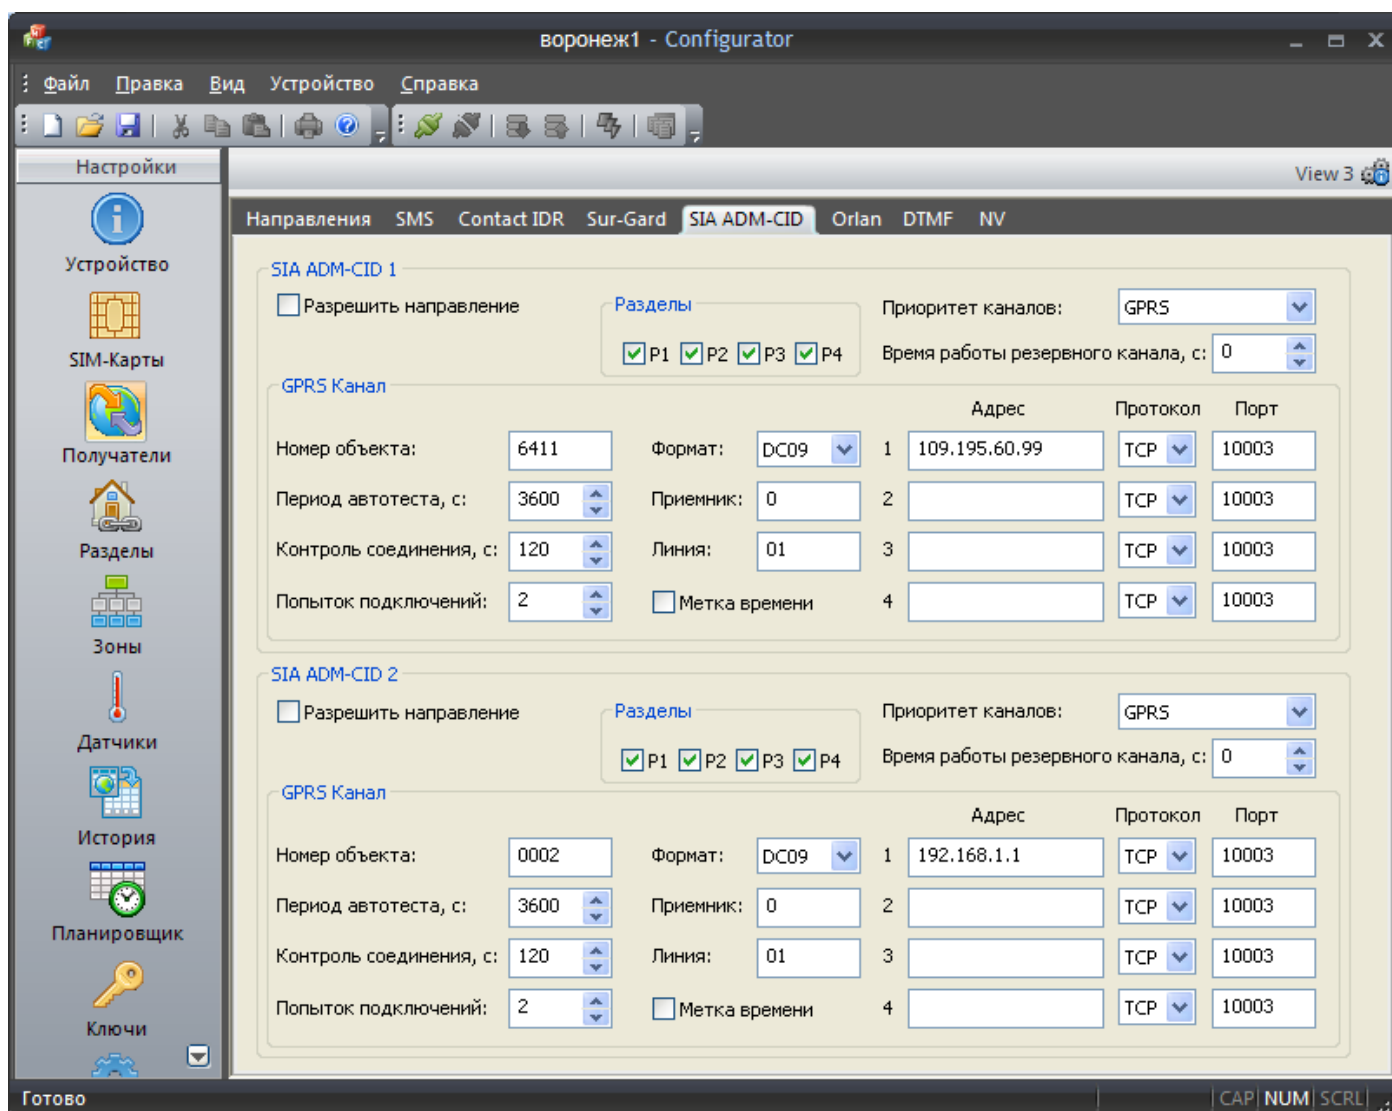 воронеж1 - Configurator
Файл Правка Вид Устройство Справка
Настройки
View 3
Устройство
SIM-Карты
Получатели
Разделы
Зоны
Датчики
История
Планировщик
Ключи
Направления SMS Contact IDR Sur-Gard SIA ADM-CID Orlan DTMF NV
SIA ADM-CID 1
Разрешить направление Разделы Приоритет каналов: GPRS
P1 P2 P3 P4 Время работы резервного канала, с: 0
GPRS Канал
Адрес Протокол Порт
Номер объекта: 6411 Формат: DC09 1 109.195.60.99 TCP 10003
Период автотеста, с: 3600 Приемник: 0 2 TCP 10003
Контроль соединения, с: 120 Линия: 01 3 TCP 10003
Попыток подключений: 2 Метка времени 4 TCP 10003
SIA ADM-CID 2
Разрешить направление Разделы Приоритет каналов: GPRS
P1 P2 P3 P4 Время работы резервного канала, с: 0
GPRS Канал
Адрес Протокол Порт
Номер объекта: 0002 Формат: DC09 1 192.168.1.1 TCP 10003
Период автотеста, с: 3600 Приемник: 0 2 TCP 10003
Контроль соединения, с: 120 Линия: 01 3 TCP 10003
Попыток подключений: 2 Метка времени 4 TCP 10003
Готово CAP NUM SCRL